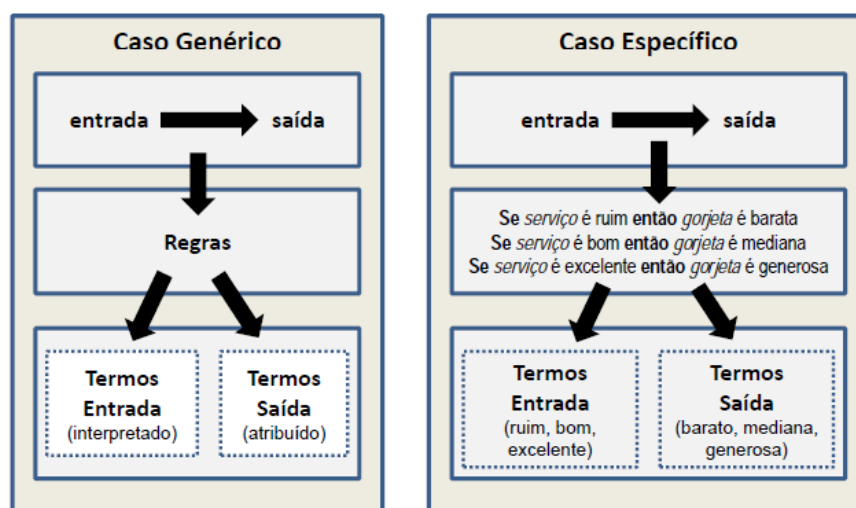 Caso Genérico
entrada saída
Regras
Termos
Entrada
(interpretado)
Termos
Saída
(atribuído)
Caso Específico
entrada saída
Se serviço é ruim então gorjeta é barata
Se serviço é bom então gorjeta é mediana
Se serviço é excelente então gorjeta é generosa
Termos
Entrada
(ruim, bom,
excelente)
Termos
Saída
(barato, mediana,
generosa)